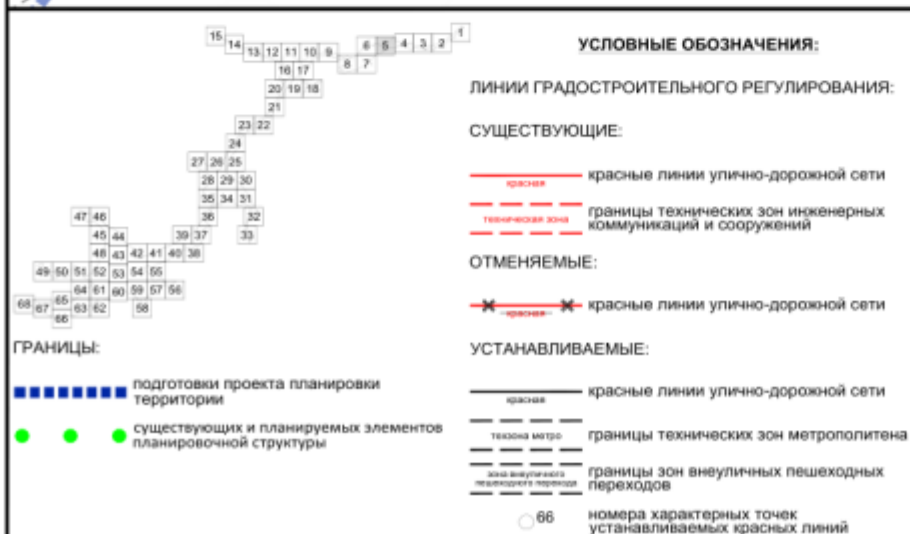 15 14 13 12 11 10 9 8 7 6 5 4 3 2 1
16 17
20 19 18
21
23 22
24
27 26 25
28 29 30
35 34 31
36 32
47 46
45 44 39 37 33
48 43 42 41 40 38
49 50 51 52 53 54 55
64 61 60 59 57 56
68 67 65 63 62 58
66
ГРАНИЦЫ:
подготовки проекта планировки
территории
существующих и планируемых элементов
планировочной структуры
УСЛОВНЫЕ ОБОЗНАЧЕНИЯ:
ЛИНИИ ГРАДОСТРОИТЕЛЬНОГО РЕГУЛИРОВАНИЯ:
СУЩЕСТВУЮЩИЕ:
красная
красные линии улично-дорожной сети
техническая зона
границы технических зон инженерных
коммуникаций и сооружений
ОТМЕНЯЕМЫЕ:
красная
красные линии улично-дорожной сети
УСТАНАВЛИВАЕМЫЕ:
красная
красные линии улично-дорожной сети
техзона метро
границы технических зон метрополитена
зона внеуличного
пешеходного перехода
границы зон внеуличных пешеходных
переходов
66
номера характерных точек
устанавливаемых красных линий